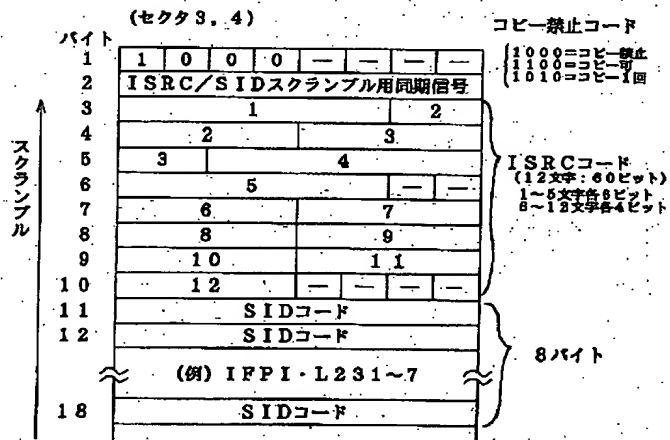 (セクタ3,4)
バイト
コピー禁止コード
1 1 0 0 0 — — — —
1000=コピー禁止
1100=コピー可
1010=コピー1回
2 ISRC/SIDスクランブル用同期信号
3 1 2
4 2 3
5 3 4
6 5 — —
7 6 7
8 8 9
9 10 11
10 12 — — — —
スクランブル
ISRCコード
(12文字:60ビット)
1~5文字各6ビット
6~12文字各4ビット
11 SIDコード
12 SIDコード
(例) IFPI・L231~7
18 SIDコード
8バイト